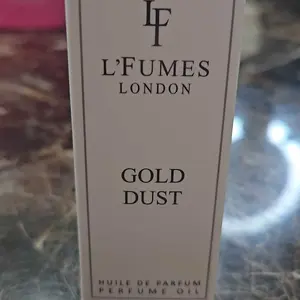 LF
L'FUMES
LONDON
GOLD
DUST
HUILE DE PARFUM
PERFUME OIL